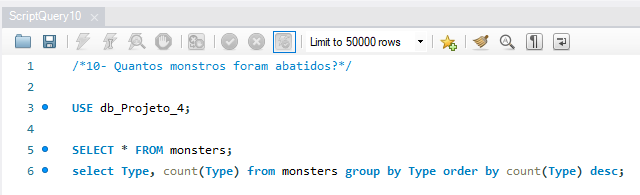 ScriptQuery10
Limit to 50000 rows
1 /*10- Quantos monstros foram abatidos?*/
2
3 USE db_Projeto_4;
4
5 SELECT * FROM monsters;
6 select Type, count(Type) from monsters group by Type order by count(Type) desc;